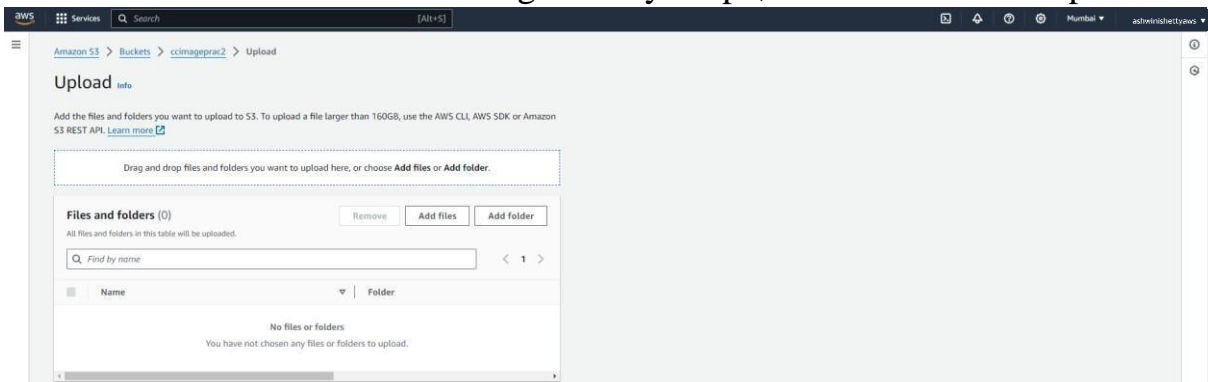 aws Services Search [Alt+S] Mumbai ▼ ashwinishettyaws ▼
Amazon S3 > Buckets > ccimageprac2 > Upload
Upload Info
Add the files and folders you want to upload to S3. To upload a file larger than 160GB, use the AWS CLI, AWS SDK or Amazon
S3 REST API. Learn more
Drag and drop files and folders you want to upload here, or choose Add files or Add folder.
Files and folders (0) Remove Add files Add folder
All files and folders in this table will be uploaded.
Find by name < 1 >
Name Folder
No files or folders
You have not chosen any files or folders to upload.